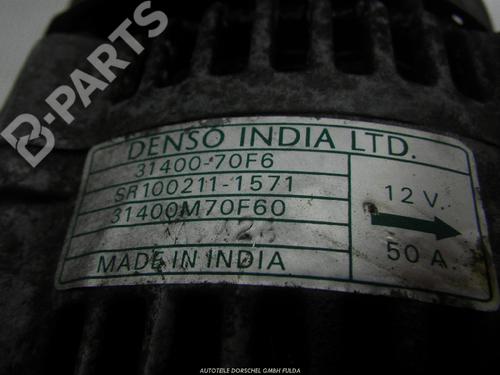 B-PARTS
DENSO INDIA LTD.
31400-70F6
SR100211-1571
31400M70F60
12 V.
50 A.
MADE IN INDIA
AUTOTEILE DORSCHEL GMBH FULDA